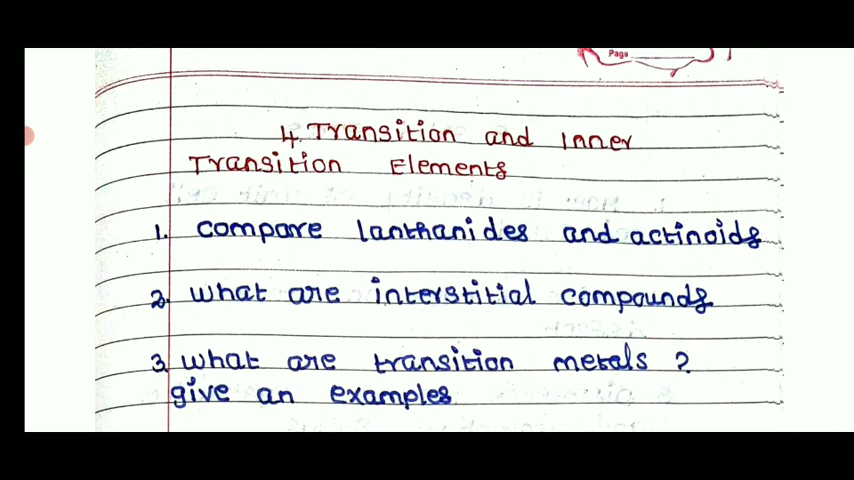 Page
4. Transition and Inner
Transition Elements
1. compare lanthanides and actinoids
2. what are interstitial compounds
3. what are transition metals ?
give an examples